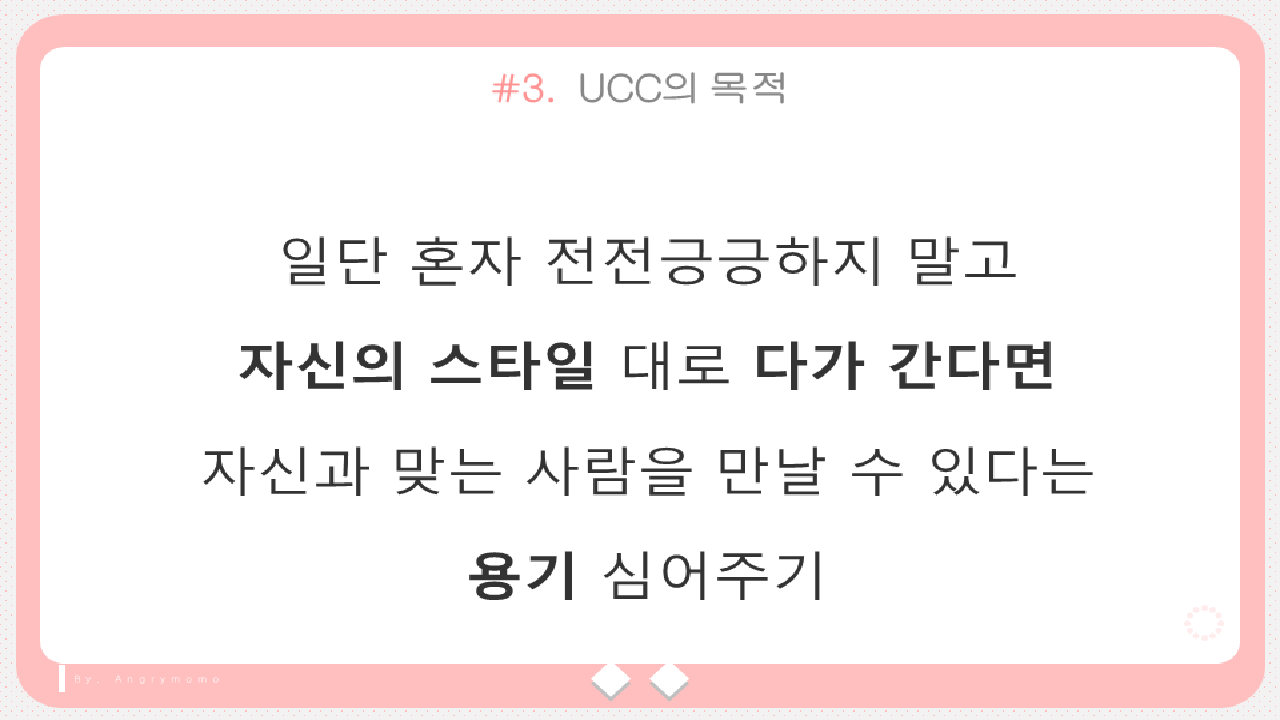 #3. UCC의 목적
일단 혼자 전전긍긍하지 말고
자신의 스타일 대로 다가 간다면
자신과 맞는 사람을 만날 수 있다는
용기 심어주기
By. Angrymomo